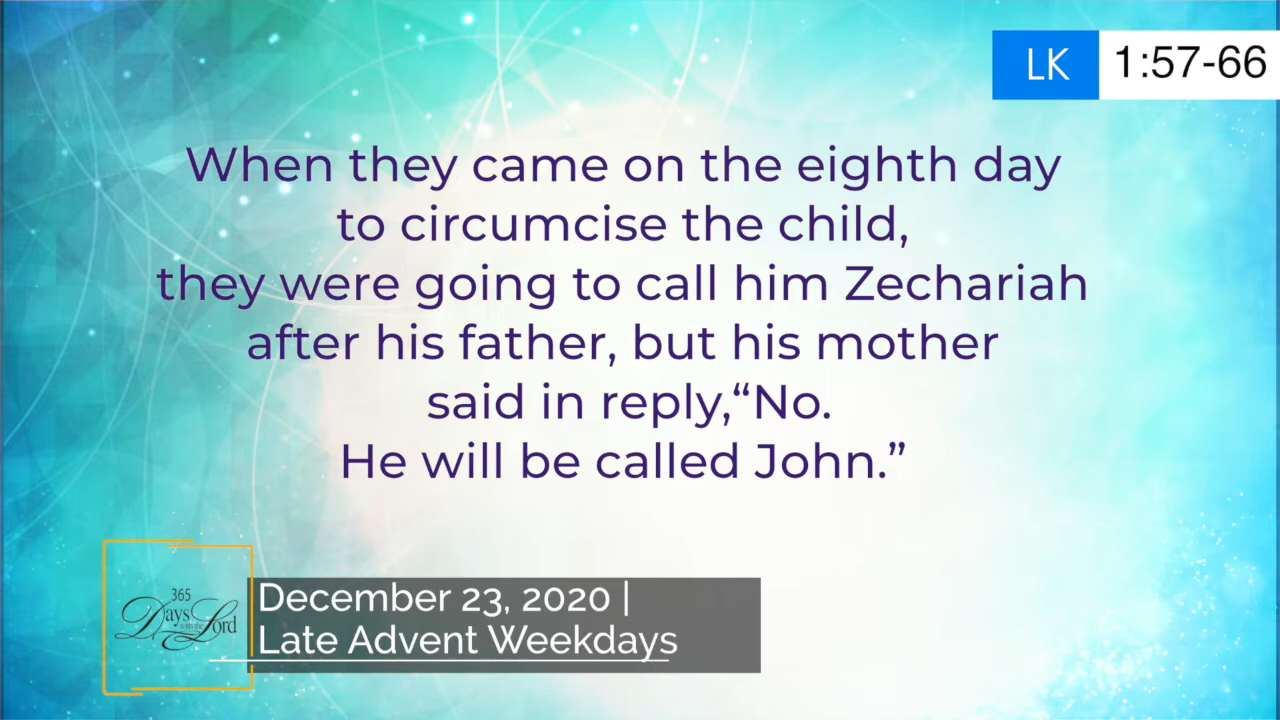 LK 1:57-66
When they came on the eighth day
to circumcise the child,
they were going to call him Zechariah
after his father, but his mother
said in reply,“No.
He will be called John.”
365
Days with the Lord
December 23, 2020 |
Late Advent Weekdays